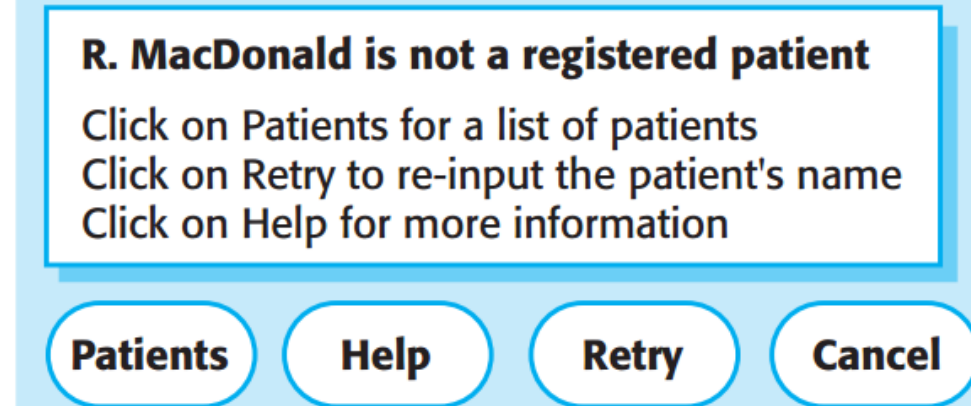 R. MacDonald is not a registered patient
Click on Patients for a list of patients
Click on Retry to re-input the patient's name
Click on Help for more information
Patients Help Retry Cancel